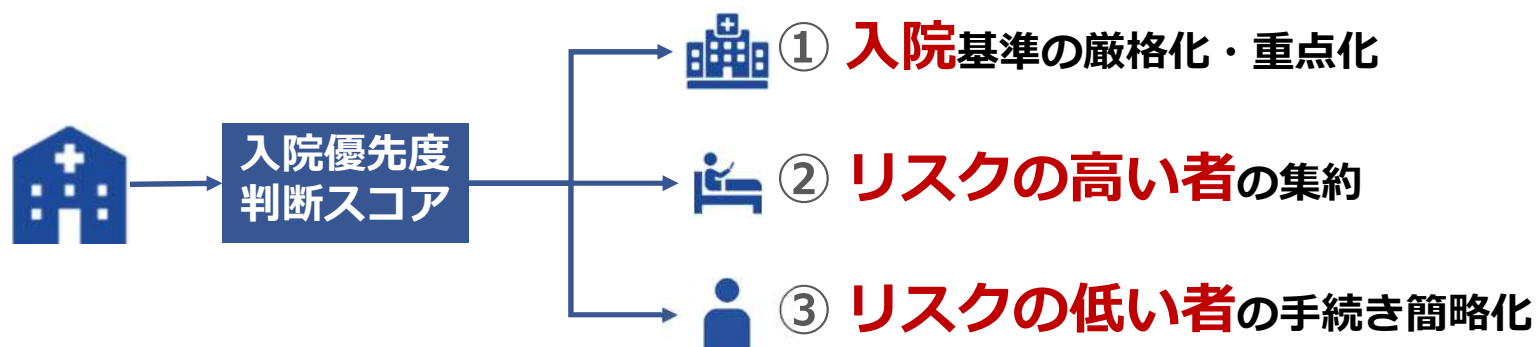 入院優先度
判断スコア
① 入院基準の厳格化・重点化
② リスクの高い者の集約
③ リスクの低い者の手続き簡略化